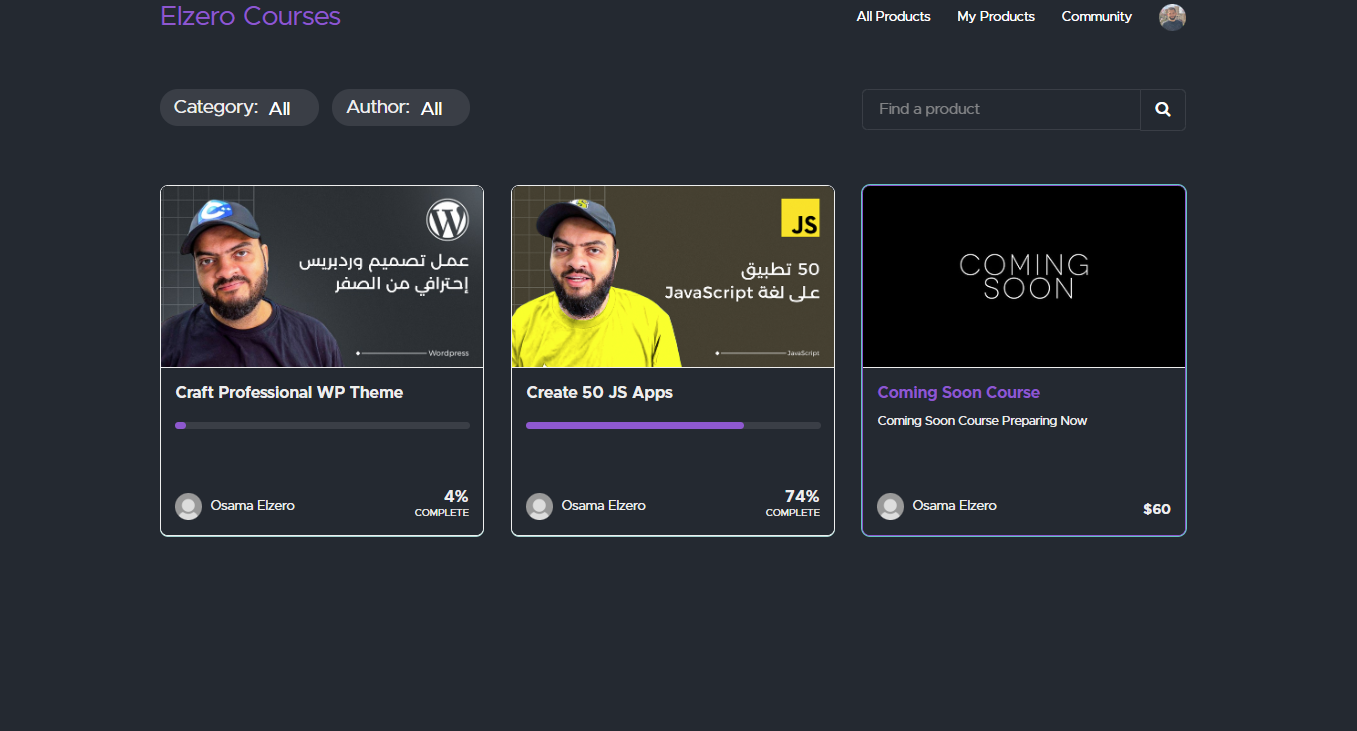 Elzero Courses
All Products
My Products
Community
Category: All
Author: All
Find a product
عمل تصميم وردبريس
إحترافي من الصفر
Wordpress
Craft Professional WP Theme
Osama Elzero
4%
COMPLETE
JS
50 تطبيق
على لغة JavaScript
JavaScript
Create 50 JS Apps
Osama Elzero
74%
COMPLETE
COMING
SOON
Coming Soon Course
Coming Soon Course Preparing Now
Osama Elzero
$60